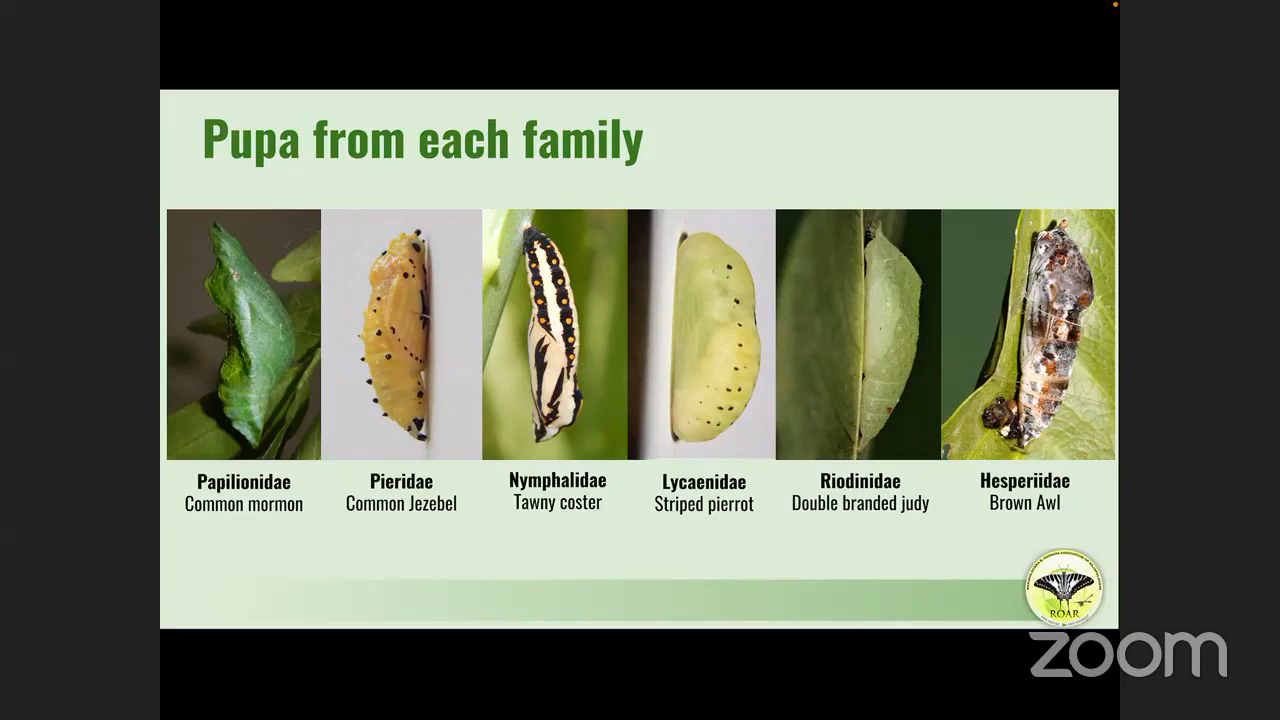 Pupa from each family
Papilionidae
Common mormon
Pieridae
Common Jezebel
Nymphalidae
Tawny coster
Lycaenidae
Striped pierrot
Riodinidae
Double branded judy
Hesperiidae
Brown Awl
ROAR
zoom